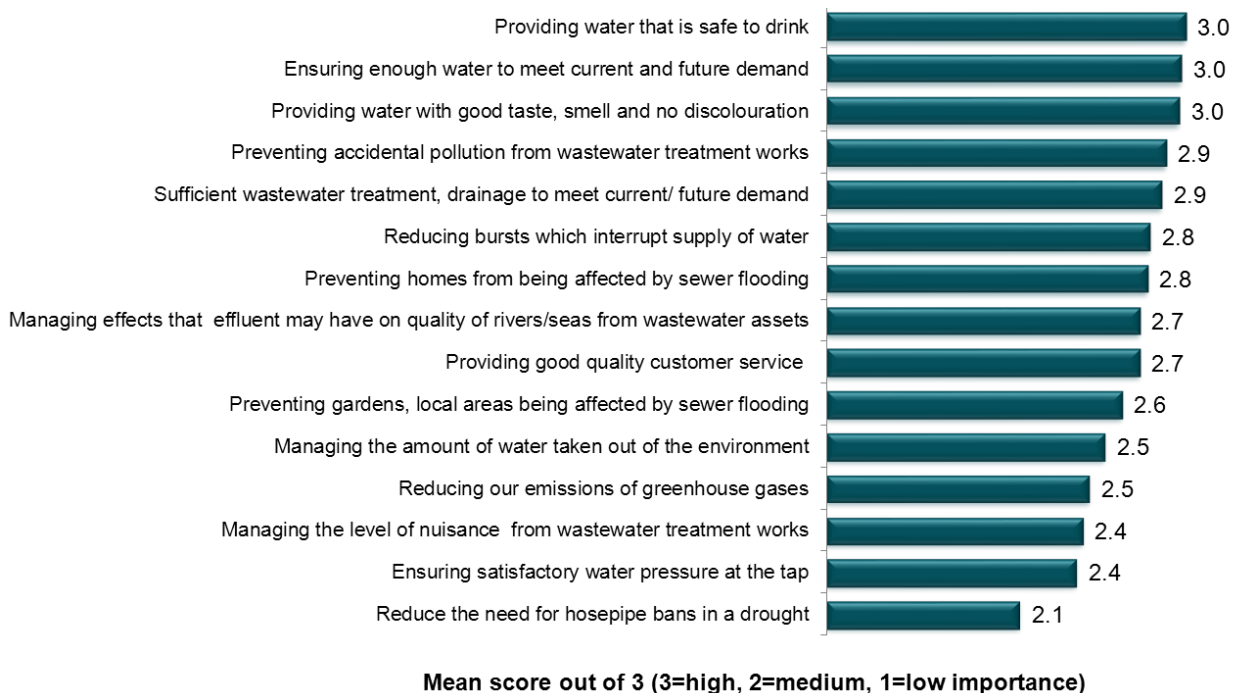 Providing water that is safe to drink 3.0
Ensuring enough water to meet current and future demand 3.0
Providing water with good taste, smell and no discolouration 3.0
Preventing accidental pollution from wastewater treatment works 2.9
Sufficient wastewater treatment, drainage to meet current/ future demand 2.9
Reducing bursts which interrupt supply of water 2.8
Preventing homes from being affected by sewer flooding 2.8
Managing effects that effluent may have on quality of rivers/seas from wastewater assets 2.7
Providing good quality customer service 2.7
Preventing gardens, local areas being affected by sewer flooding 2.6
Managing the amount of water taken out of the environment 2.5
Reducing our emissions of greenhouse gases 2.5
Managing the level of nuisance from wastewater treatment works 2.4
Ensuring satisfactory water pressure at the tap 2.4
Reduce the need for hosepipe bans in a drought 2.1
Mean score out of 3 (3=high, 2=medium, 1=low importance)